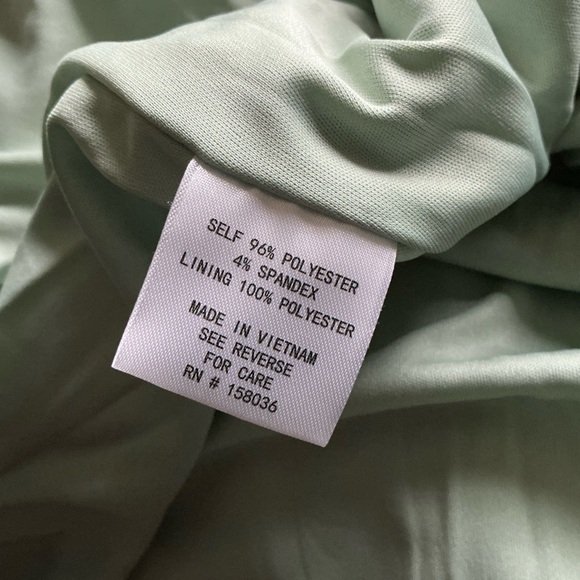 SELF 96% POLYESTER
4% SPANDEX
LINING 100% POLYESTER
MADE IN VIETNAM
SEE REVERSE
FOR CARE
RN # 158036